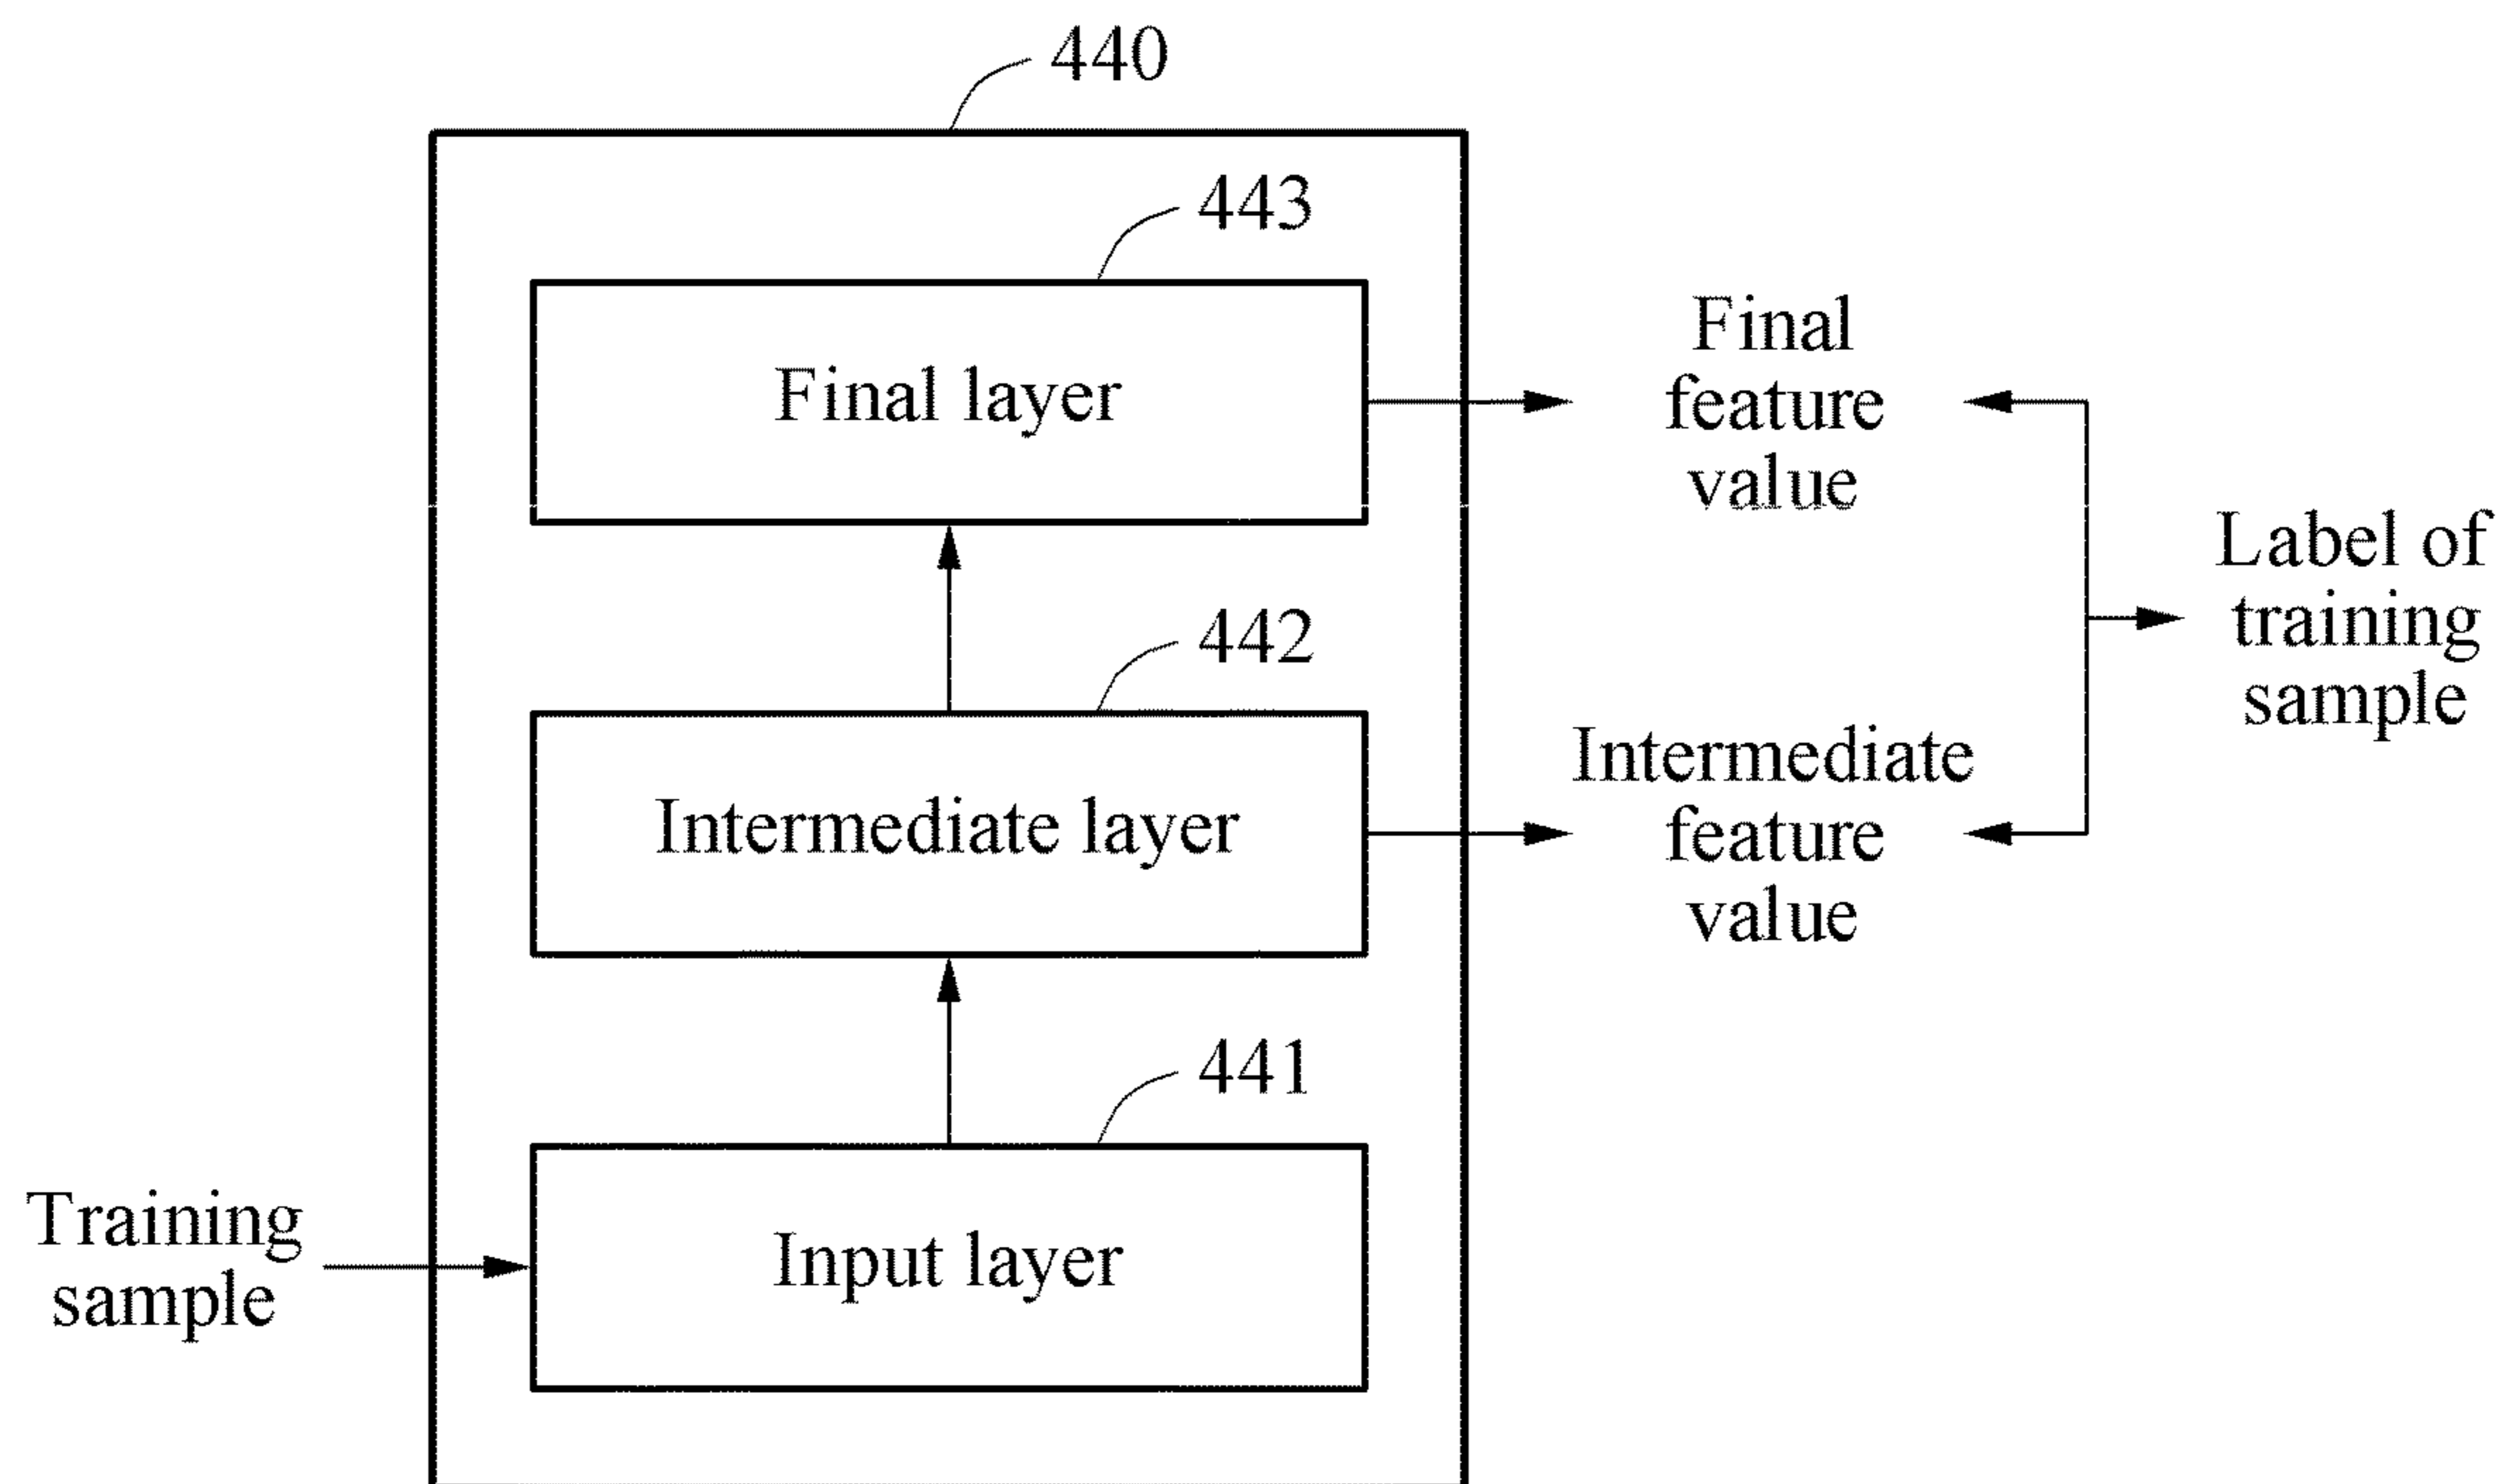 440
443
Final layer
Final
feature
value
Label of
training
sample
442
Intermediate layer
Intermediate
feature
value
441
Input layer
Training
sample